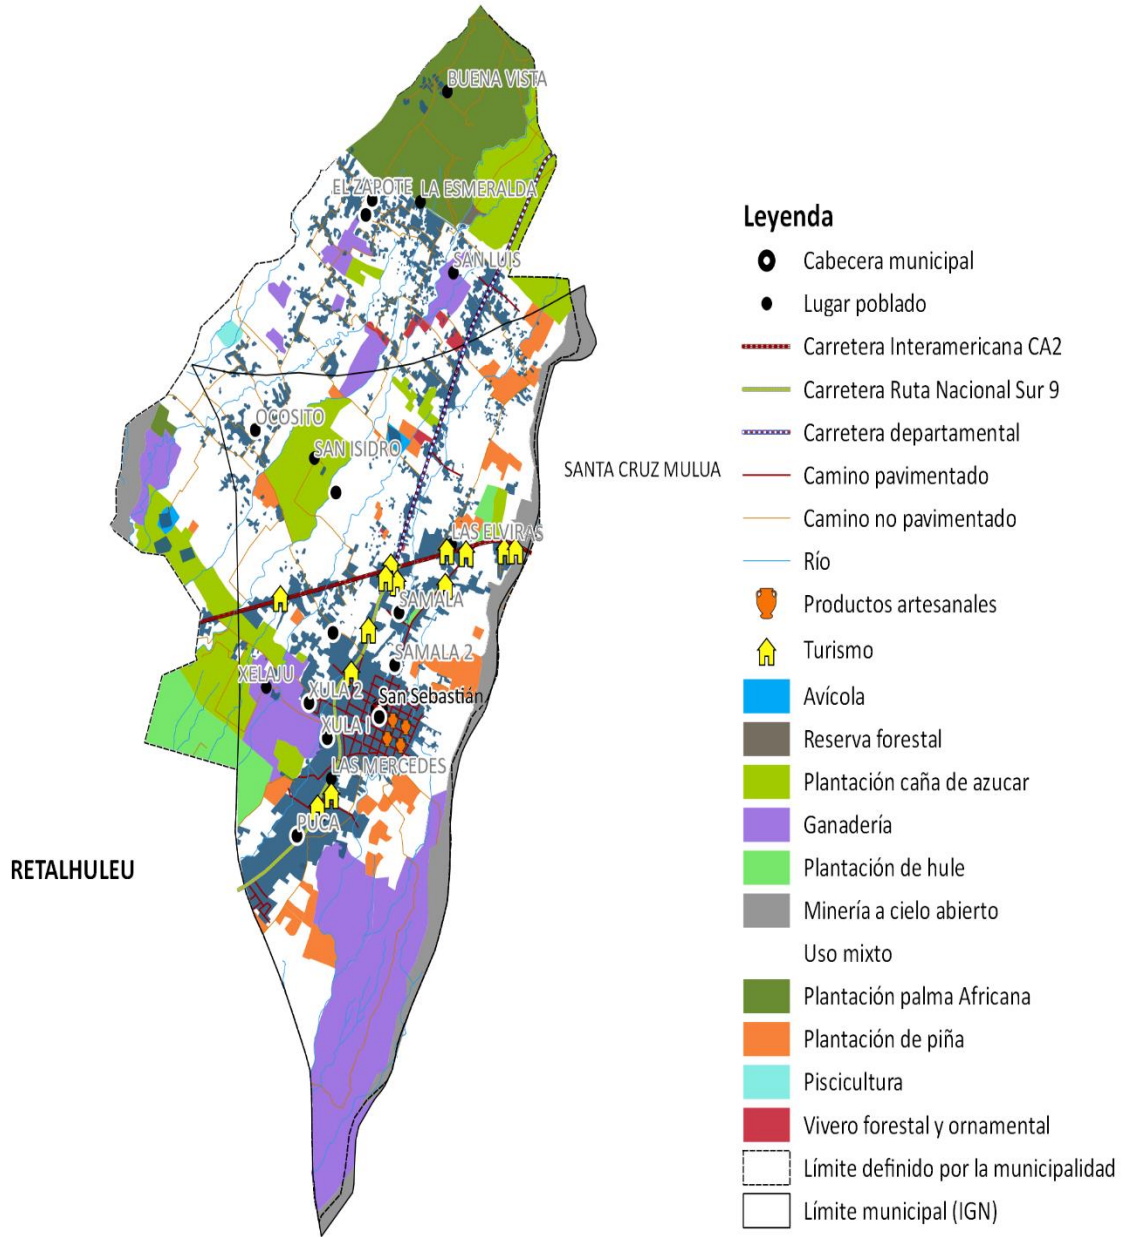 BUENA VISTA
EL ZAPOTE
LA ESMERALDA
SAN LUIS
OCOSITO
SAN ISIDRO
SANTA CRUZ MULUA
LAS ELVIRAS
SAMALA
SAMALA 2
XELAJU
XULA 2
San Sebastián
XULA I
LAS MERCEDES
PUCA
RETALHULEU
Leyenda
Cabecera municipal
Lugar poblado
Carretera Interamericana CA2
Carretera Ruta Nacional Sur 9
Carretera departamental
Camino pavimentado
Camino no pavimentado
Río
Productos artesanales
Turismo
Avícola
Reserva forestal
Plantación caña de azucar
Ganadería
Plantación de hule
Minería a cielo abierto
Uso mixto
Plantación palma Africana
Plantación de piña
Piscicultura
Vivero forestal y ornamental
Límite definido por la municipalidad
Límite municipal (IGN)